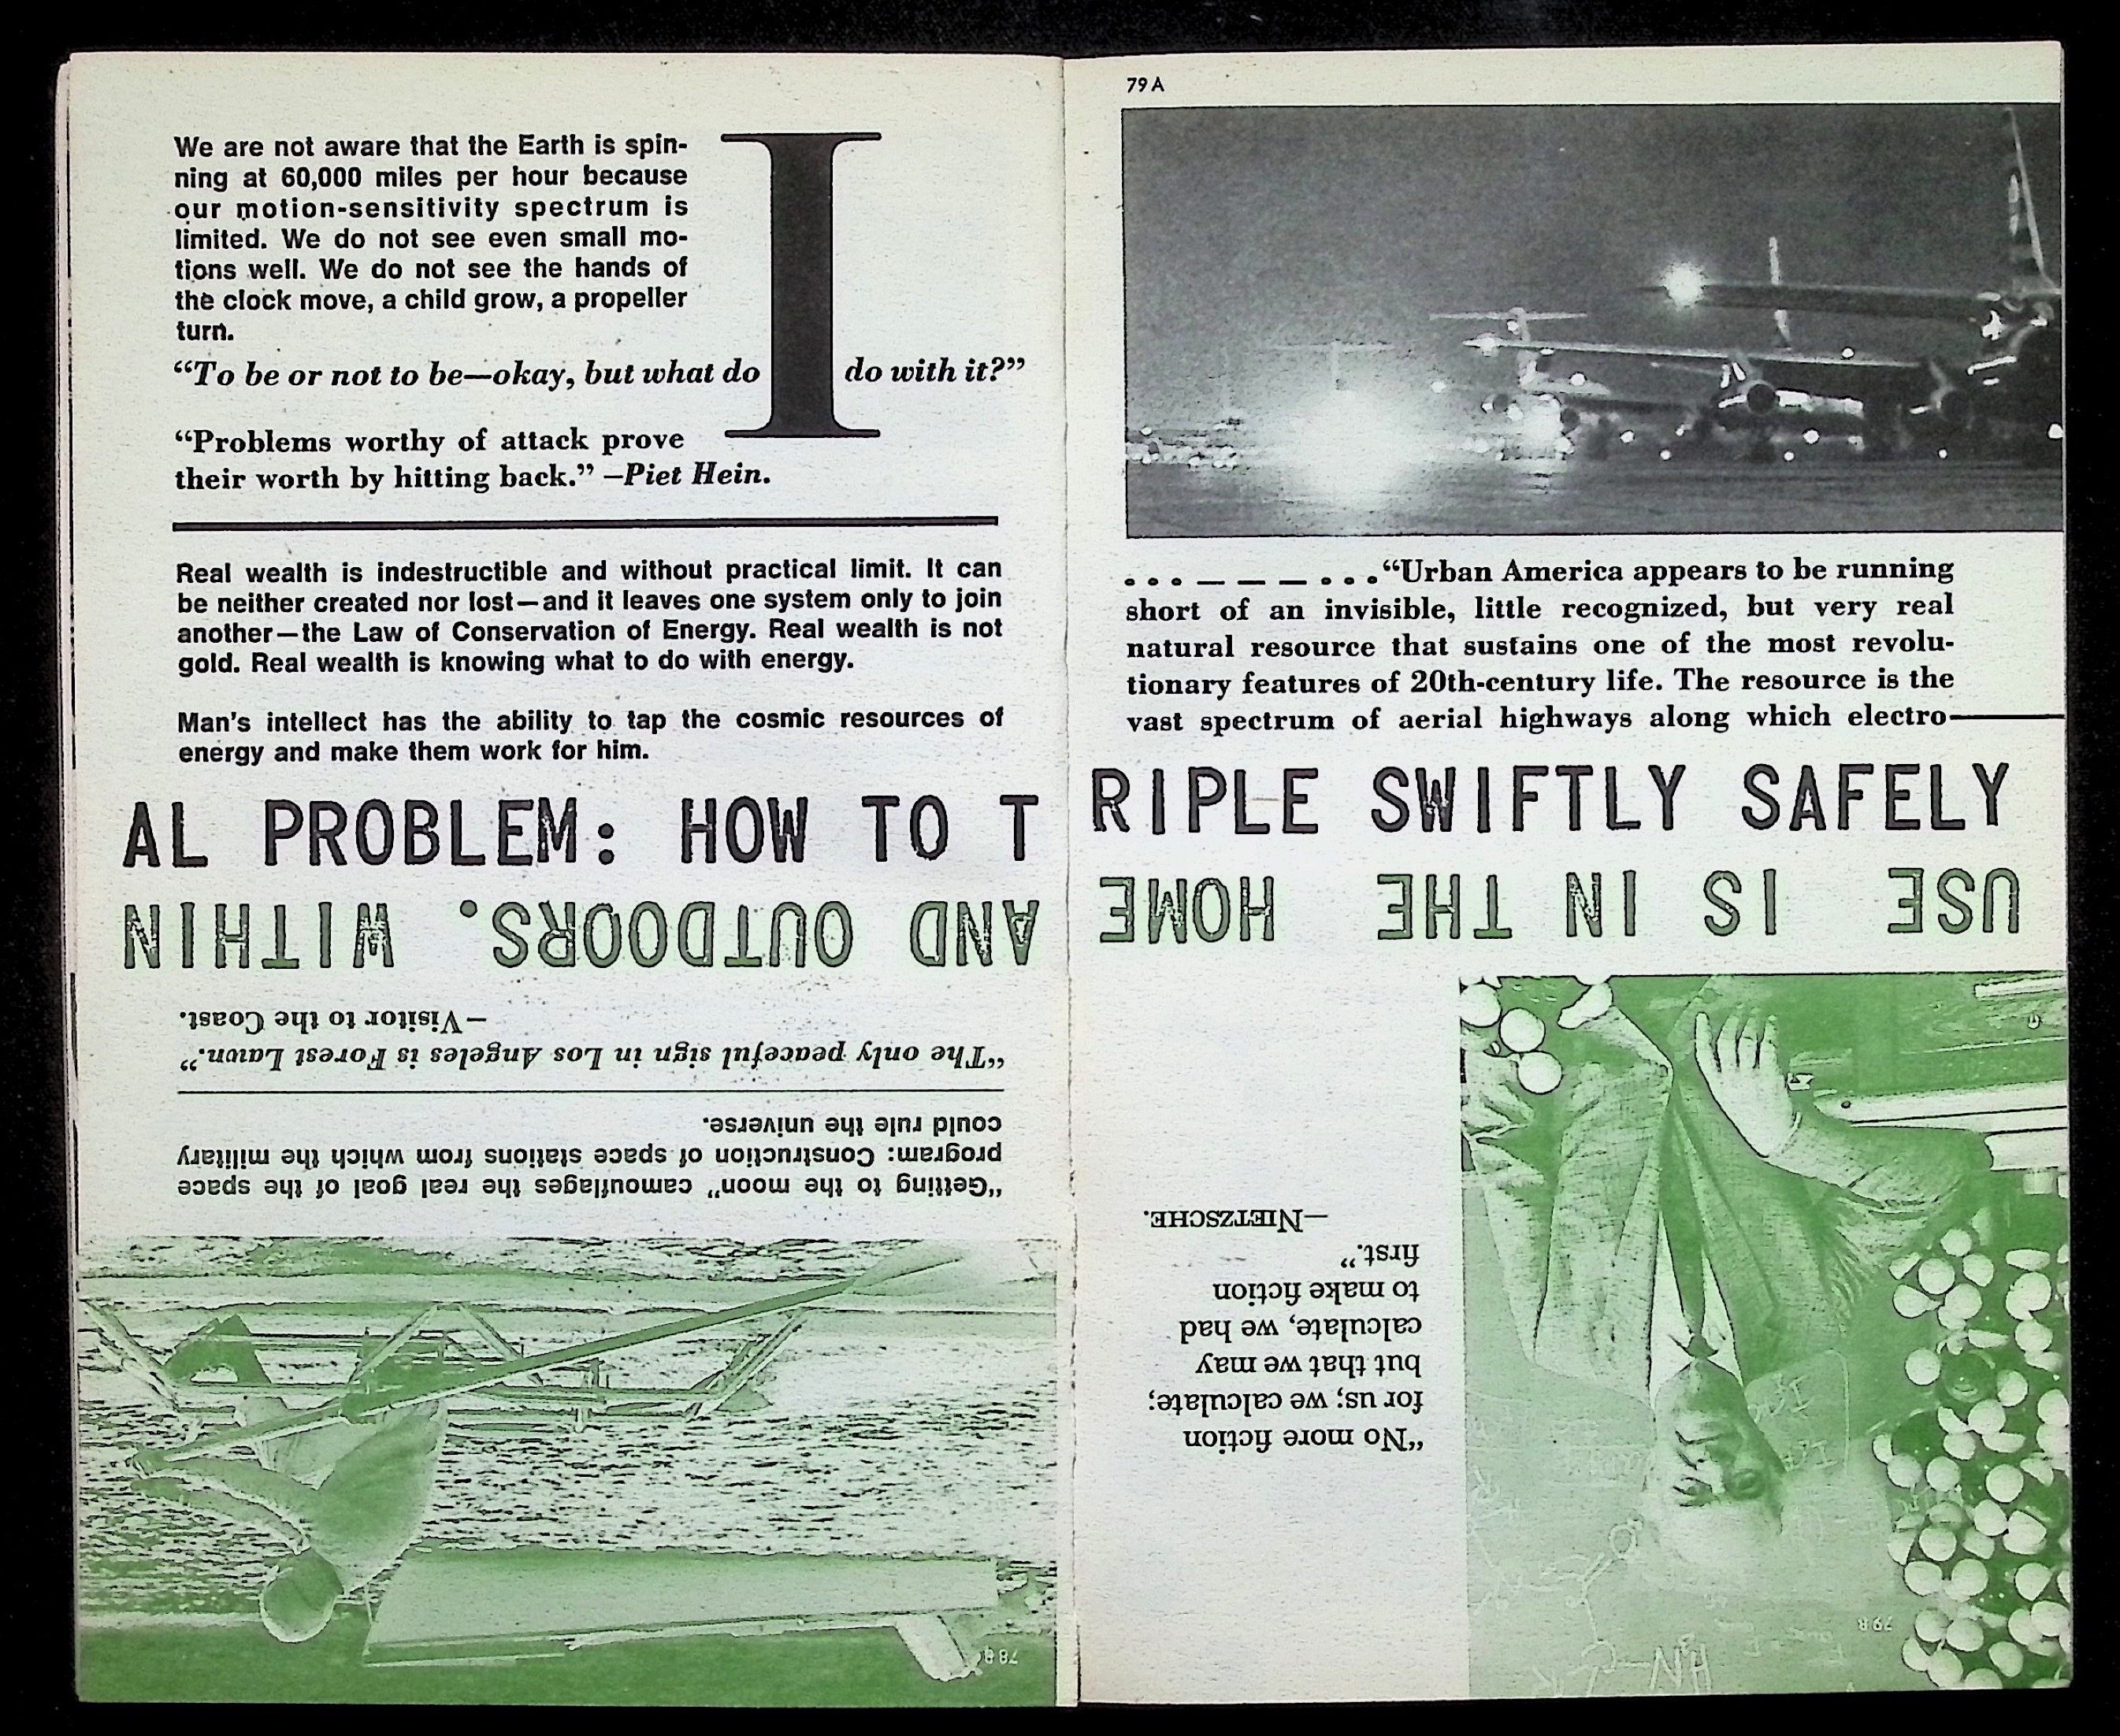 We are not aware that the Earth is spin-
ning at 60,000 miles per hour because
our motion-sensitivity spectrum is
limited. We do not see even small mo-
tions well. We do not see the hands of
the clock move, a child grow, a propeller
turn.
“To be or not to be—okay, but what do I do with it?”
“Problems worthy of attack prove
their worth by hitting back.” —Piet Hein.
Real wealth is indestructible and without practical limit. It can
be neither created nor lost—and it leaves one system only to join
another—the Law of Conservation of Energy. Real wealth is not
gold. Real wealth is knowing what to do with energy.
Man's intellect has the ability to tap the cosmic resources of
energy and make them work for him.
AL PROBLEM: HOW TO T
79 A
. . . — — — . . . “Urban America appears to be running
short of an invisible, little recognized, but very real
natural resource that sustains one of the most revolu-
tionary features of 20th-century life. The resource is the
vast spectrum of aerial highways along which electro-
RIPLE SWIFTLY SAFELY
USE IS IN THE HOME
AND OUTDOORS. WITHIN
79 B
“No more fiction
for us; we calculate;
but that we may
calculate, we had
to make fiction
first.”
—NIETZSCHE.
HN-C
78 B
“Getting to the moon” camouflages the real goal of the space
program: Construction of space stations from which the military
could rule the universe.
“The only peaceful sign in Los Angeles is Forest Lawn.”
—Visitor to the Coast.